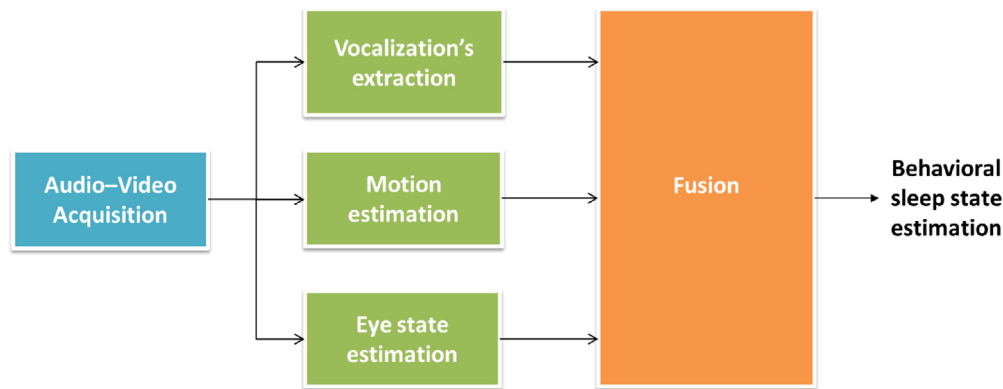 Audio–Video
Acquisition
Vocalization's
extraction
Motion
estimation
Eye state
estimation
Fusion
Behavioral
sleep state
estimation